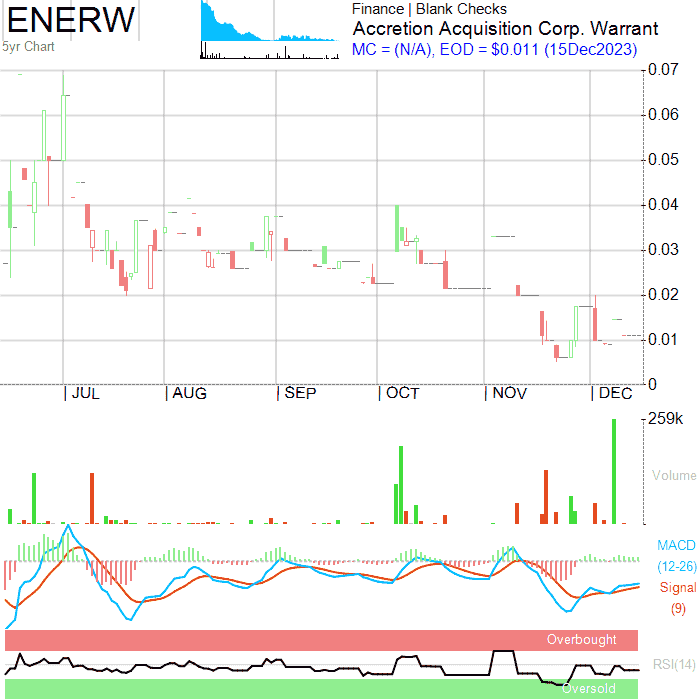 ENERW
5yr Chart
Finance | Blank Checks
Accretion Acquisition Corp. Warrant
MC = (N/A), EOD = $0.011 (15Dec2023)
0.07
0.06
0.05
0.04
0.03
0.02
0.01
0
| JUL | AUG | SEP | OCT | NOV | DEC
259k
Volume
MACD
(12-26)
Signal
(9)
Overbought
RSI(14)
Oversold